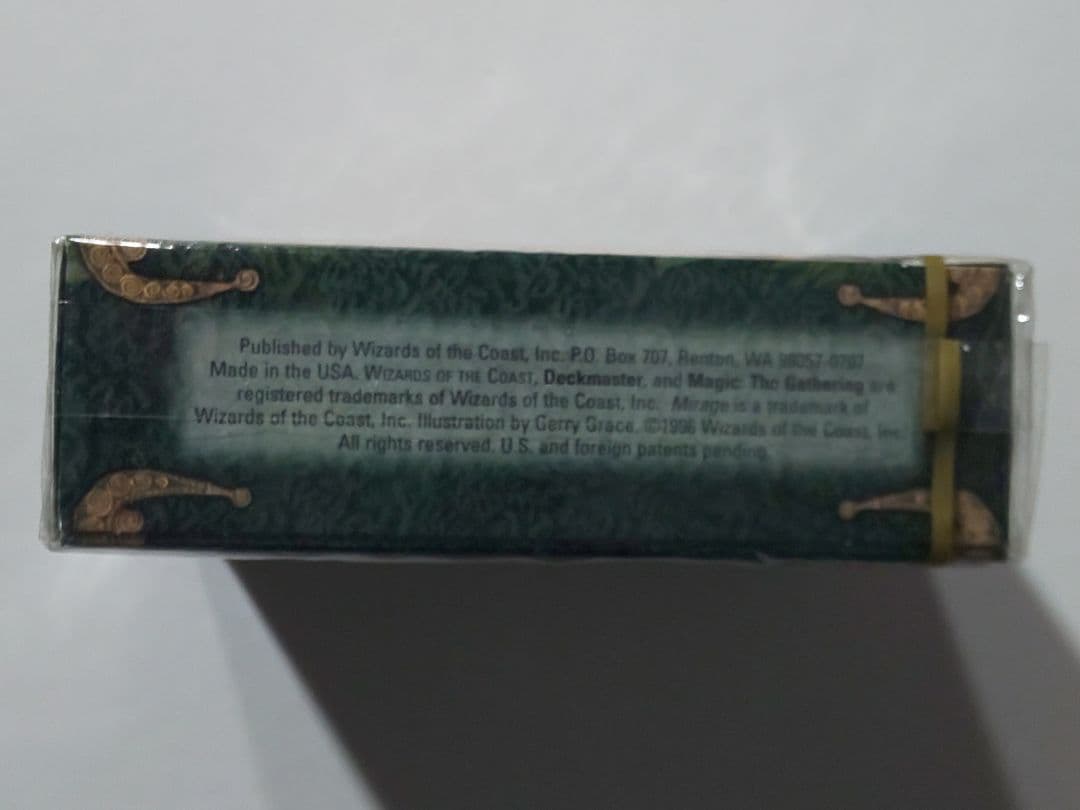 Published by Wizards of the Coast, Inc. P.O. Box 707, Renton, WA 98057-0707
Made in the USA. WIZARDS OF THE COAST, Deckmaster, and Magic: The Gathering are
registered trademarks of Wizards of the Coast, Inc. Mirage is a trademark of
Wizards of the Coast, Inc. Illustration by Gerry Grace. ©1996 Wizards of the Coast, Inc.
All rights reserved. U.S. and foreign patents pending.